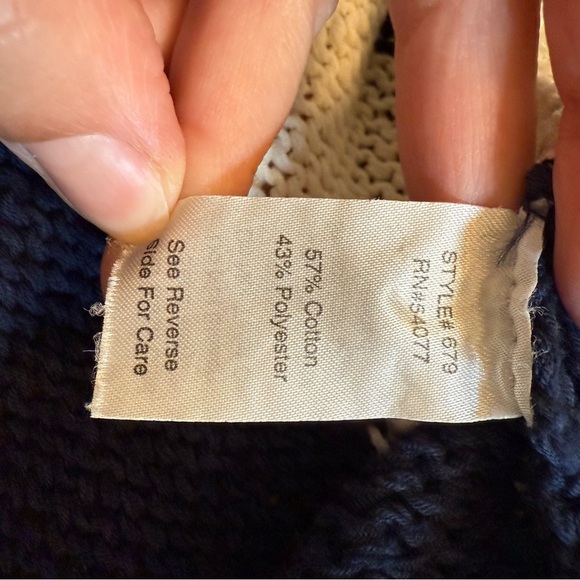 STYLE# 679
RN#54077
57% Cotton
43% Polyester
See Reverse
Side For Care